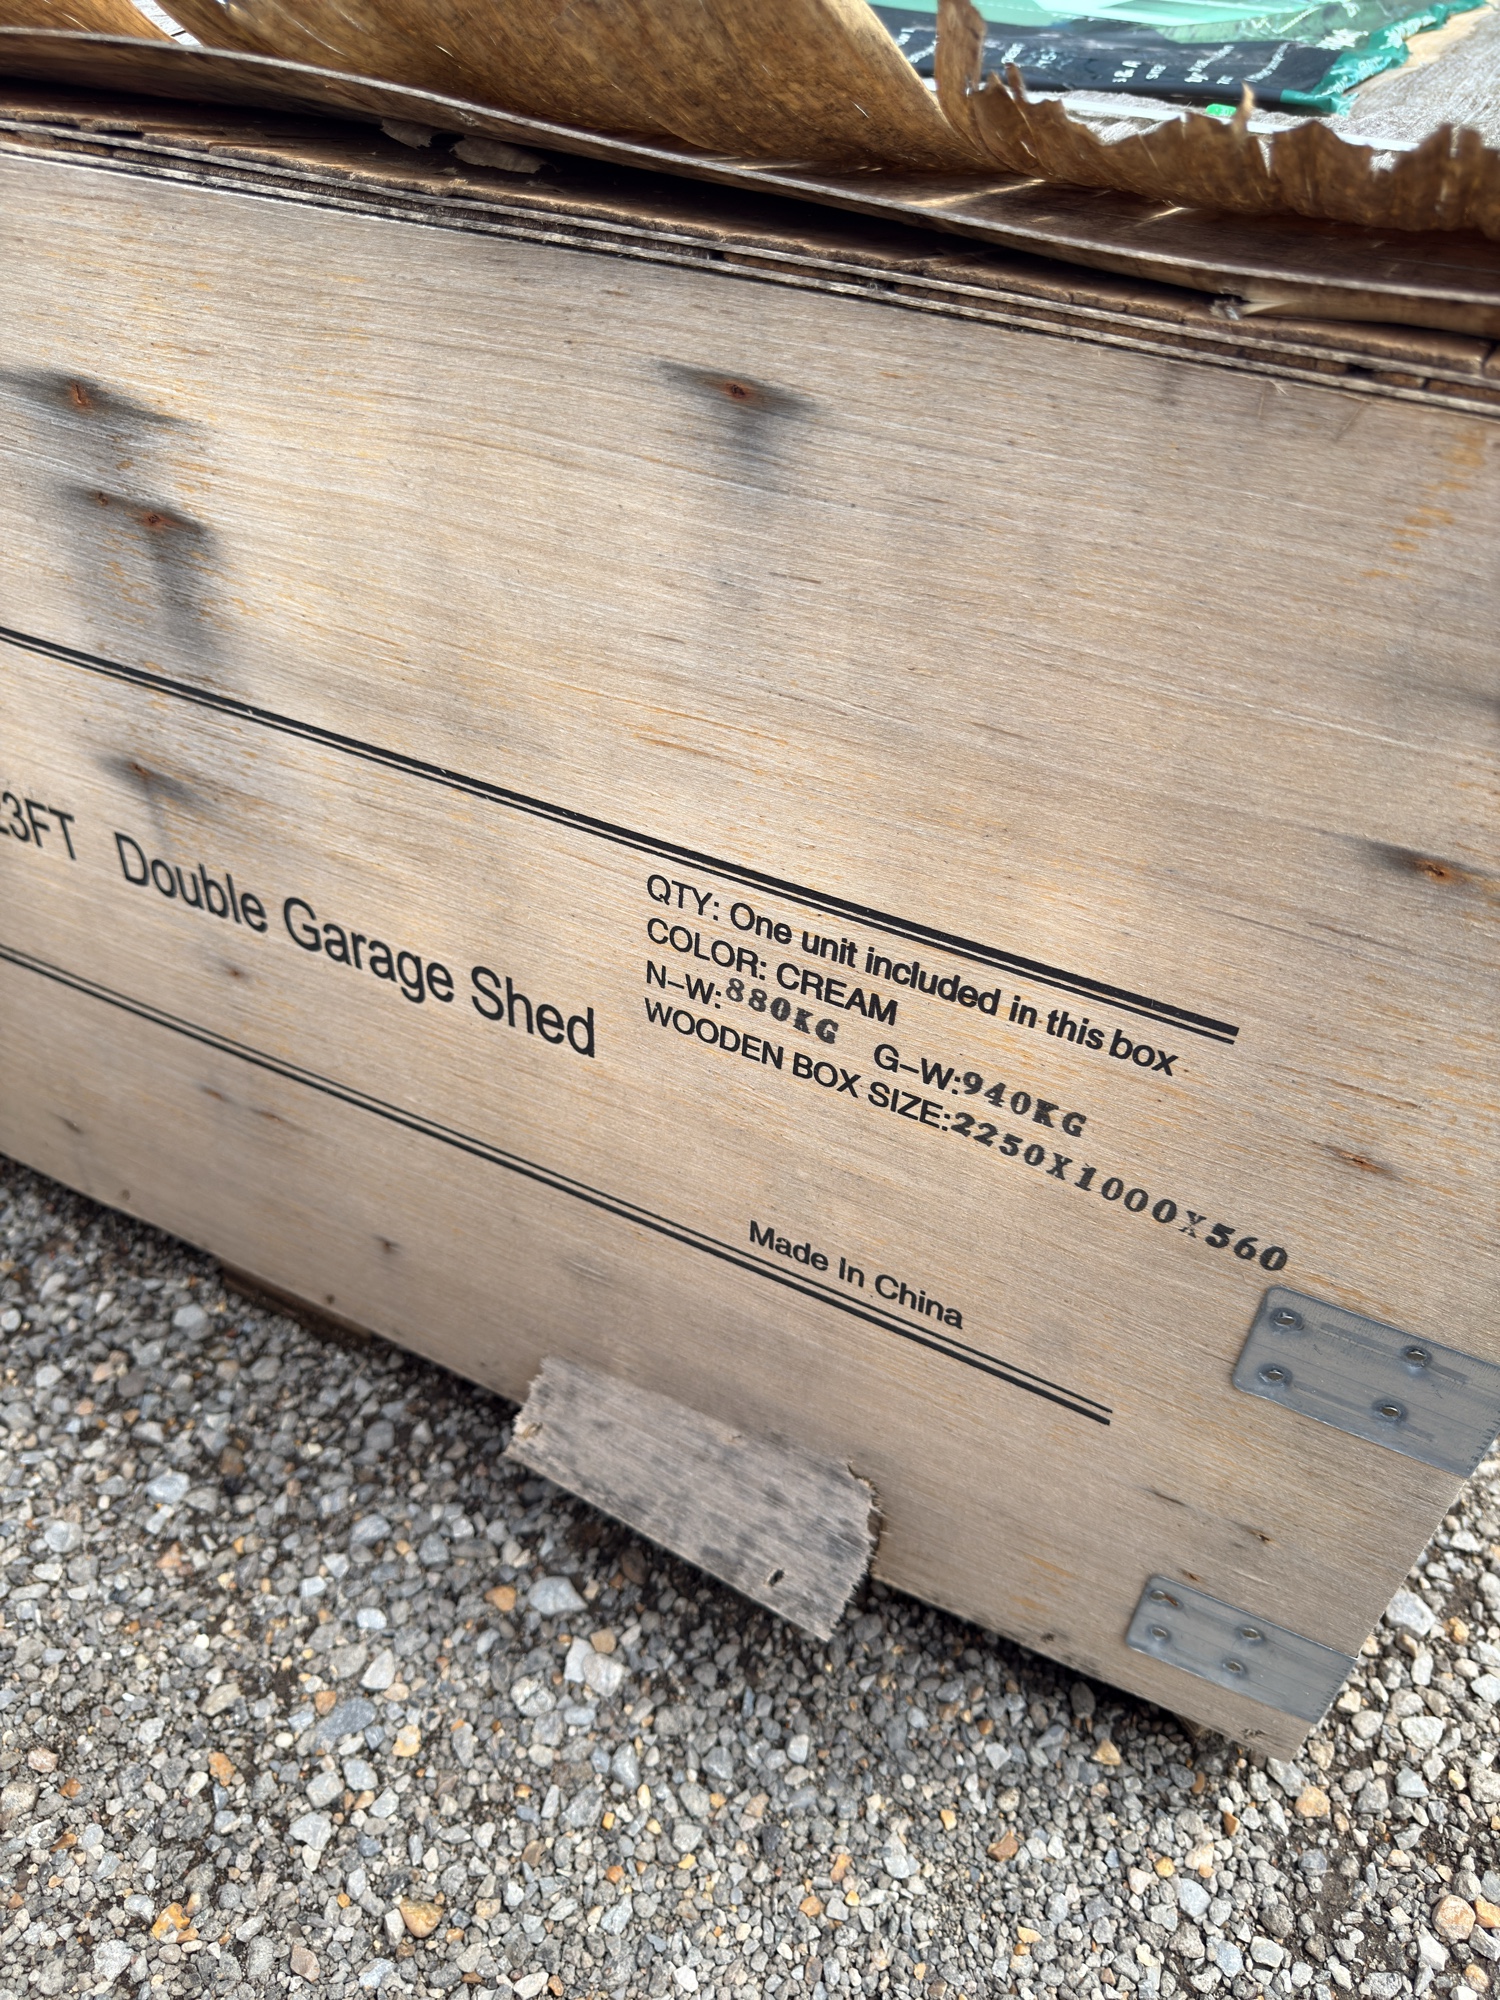 23FT Double Garage Shed
QTY: One unit included in this box
COLOR: CREAM
N-W:880KG G-W:940KG
WOODEN BOX SIZE:2250X1000X560
Made In China